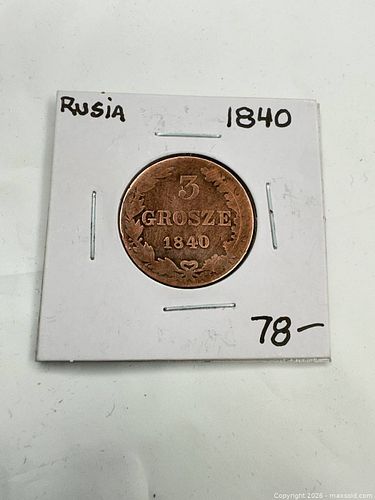 RUSiA 1840
3
GROSZE
1840
78-
Copyright 2026 - maxsold.com